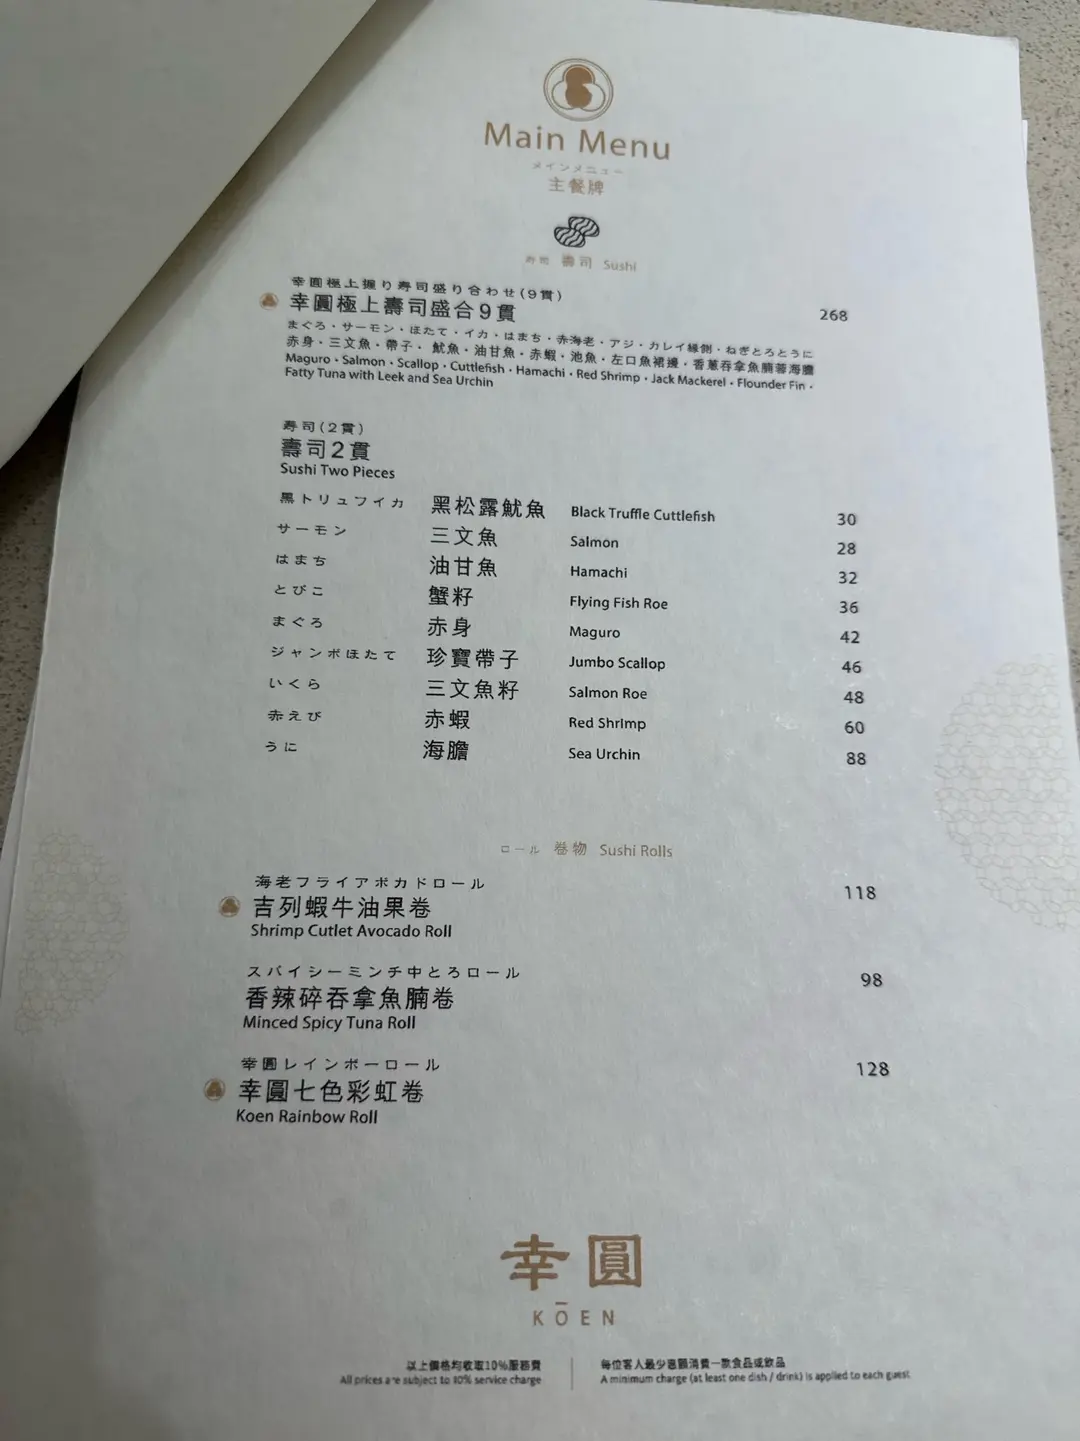 Main Menu
メインメニュー
主餐牌
寿司 壽司 Sushi
幸圓極上握り寿司盛り合わせ(9貫)
幸圓極上壽司盛合9貫 268
まぐろ・サーモン・ほたて・イカ・はまち・赤海老・アジ・カレイ縁側・ねぎとろとうに
赤身・三文魚・帶子・魷魚・油甘魚・赤蝦・池魚・左口魚裙邊・香蔥吞拿魚腩蓉海膽
Maguro・Salmon・Scallop・Cuttlefish・Hamachi・Red Shrimp・Jack Mackerel・Flounder Fin・
Fatty Tuna with Leek and Sea Urchin
寿司(2貫)
壽司2貫
Sushi Two Pieces
黒トリュフイカ 黑松露魷魚 Black Truffle Cuttlefish 30
サーモン 三文魚 Salmon 28
はまち 油甘魚 Hamachi 32
とびこ 蟹籽 Flying Fish Roe 36
まぐろ 赤身 Maguro 42
ジャンボほたて 珍寶帶子 Jumbo Scallop 46
いくら 三文魚籽 Salmon Roe 48
赤えび 赤蝦 Red Shrimp 60
うに 海膽 Sea Urchin 88
ロール 卷物 Sushi Rolls
海老フライアボカドロール 118
吉列蝦牛油果卷
Shrimp Cutlet Avocado Roll
スパイシーミンチ中とろロール 98
香辣碎吞拿魚腩卷
Minced Spicy Tuna Roll
幸圓レインボーロール 128
幸圓七色彩虹卷
Koen Rainbow Roll
幸圓
KŌEN
以上價格均收取10%服務費
All prices are subject to 10% service charge
每位客人最少惠顧消費一款食品或飲品
A minimum charge (at least one dish / drink) is applied to each guest